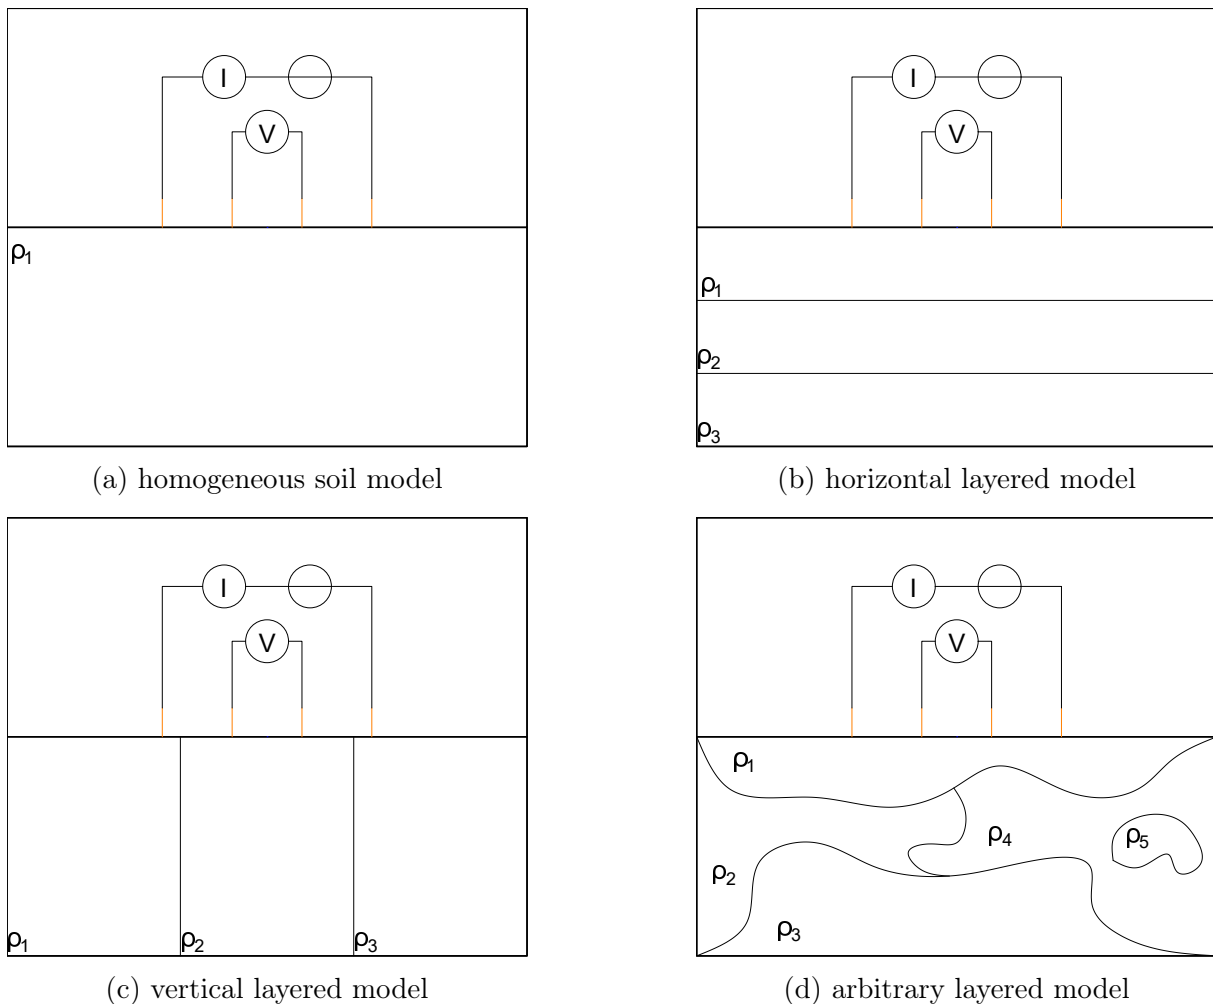 I
V
ρ1
(a) homogeneous soil model
I
V
ρ1
ρ2
ρ3
(b) horizontal layered model
I
V
ρ1 ρ2 ρ3
(c) vertical layered model
I
V
ρ1
ρ4 ρ5
ρ2
ρ3
(d) arbitrary layered model